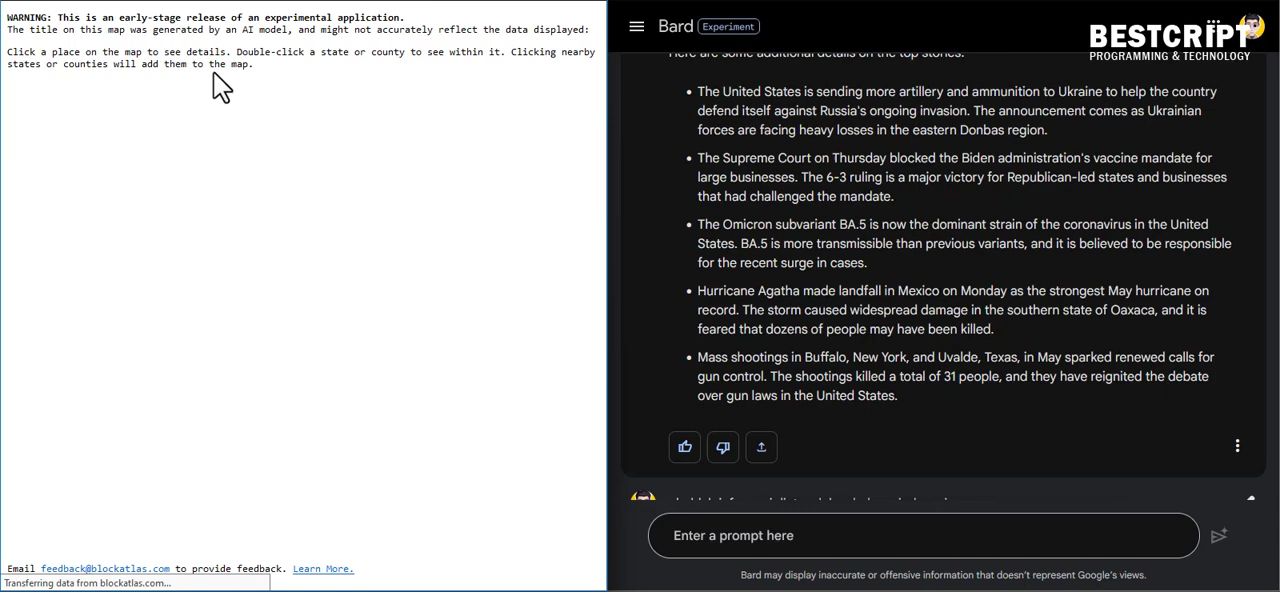 WARNING: This is an early-stage release of an experimental application.
The title on this map was generated by an AI model, and might not accurately reflect the data displayed:
Click a place on the map to see details. Double-click a state or county to see within it. Clicking nearby
states or counties will add them to the map.
Email feedback@blockatlas.com to provide feedback. Learn More.
Transferring data from blockatlas.com...
Bard Experiment
BESTCRIPT
PROGRAMMING & TECHNOLOGY
Here are some additional details on the top stories:
• The United States is sending more artillery and ammunition to Ukraine to help the country
defend itself against Russia's ongoing invasion. The announcement comes as Ukrainian
forces are facing heavy losses in the eastern Donbas region.
• The Supreme Court on Thursday blocked the Biden administration's vaccine mandate for
large businesses. The 6-3 ruling is a major victory for Republican-led states and businesses
that had challenged the mandate.
• The Omicron subvariant BA.5 is now the dominant strain of the coronavirus in the United
States. BA.5 is more transmissible than previous variants, and it is believed to be responsible
for the recent surge in cases.
• Hurricane Agatha made landfall in Mexico on Monday as the strongest May hurricane on
record. The storm caused widespread damage in the southern state of Oaxaca, and it is
feared that dozens of people may have been killed.
• Mass shootings in Buffalo, New York, and Uvalde, Texas, in May sparked renewed calls for
gun control. The shootings killed a total of 31 people, and they have reignited the debate
over gun laws in the United States.
Enter a prompt here
Bard may display inaccurate or offensive information that doesn't represent Google's views.